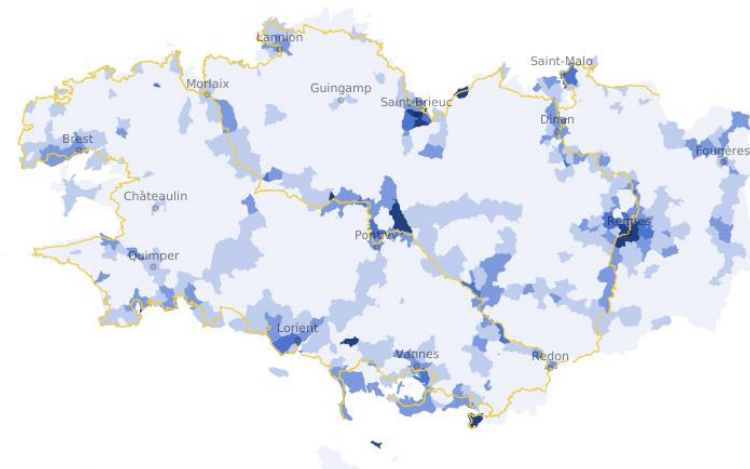 Lannion
Saint-Malo
Morlaix
Guingamp
Saint-Brieuc
Dinan
Brest
Fougères
Châteaulin
Rennes
Pontivy
Quimper
Lorient
Vannes
Redon